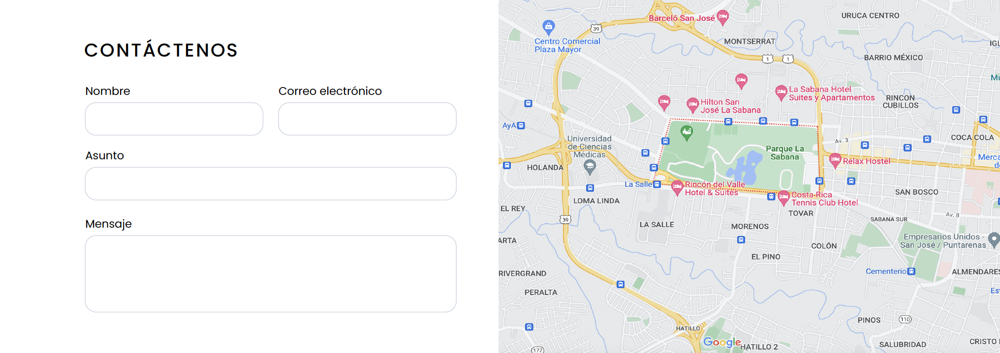 CONTÁCTENOS
Nombre
Correo electrónico
Asunto
Mensaje
Barceló San José
URUCA CENTRO
39
Centro Comercial
Plaza Mayor
MONTSERRAT
1
1
BARRIO MÉXICO
La Sabana Hotel
Suites y Apartamentos
RINCON
CUBILLOS
Hilton San
José La Sabana
AyA
Universidad
de Ciencias
Médicas
Av. 3
COCA COLA
Parque La
Sabana
Relax Hostel
HOLANDA
La Salle
Rincón del Valle
Hotel & Suites
SAN BOSCO
Costa Rica
Tennis Club Hotel
LOMA LINDA
EL REY
TOVAR
Av. 8
39
SABANA SUR
LA SALLE
MORENOS
Empresarios Unidos -
San José / Puntarenas
ARTA
COLÓN
EL PINO
RIVERGRAND
Cementerio
ALMENDARES
PERALTA
PINOS
110
HATILLO
Google
HATILLO 2
SALUBRIDAD
CRISTO
177